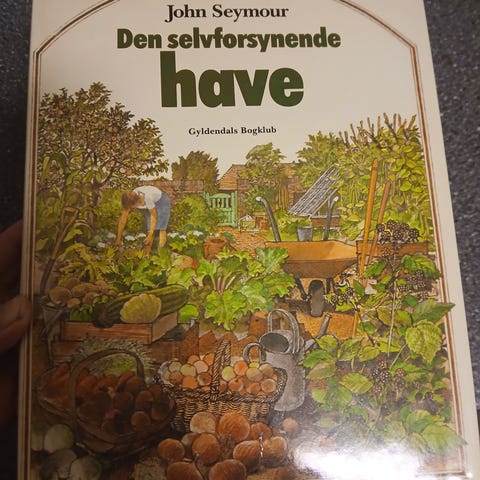 John Seymour
Den selvforsynende
have
Gyldendals Bogklub